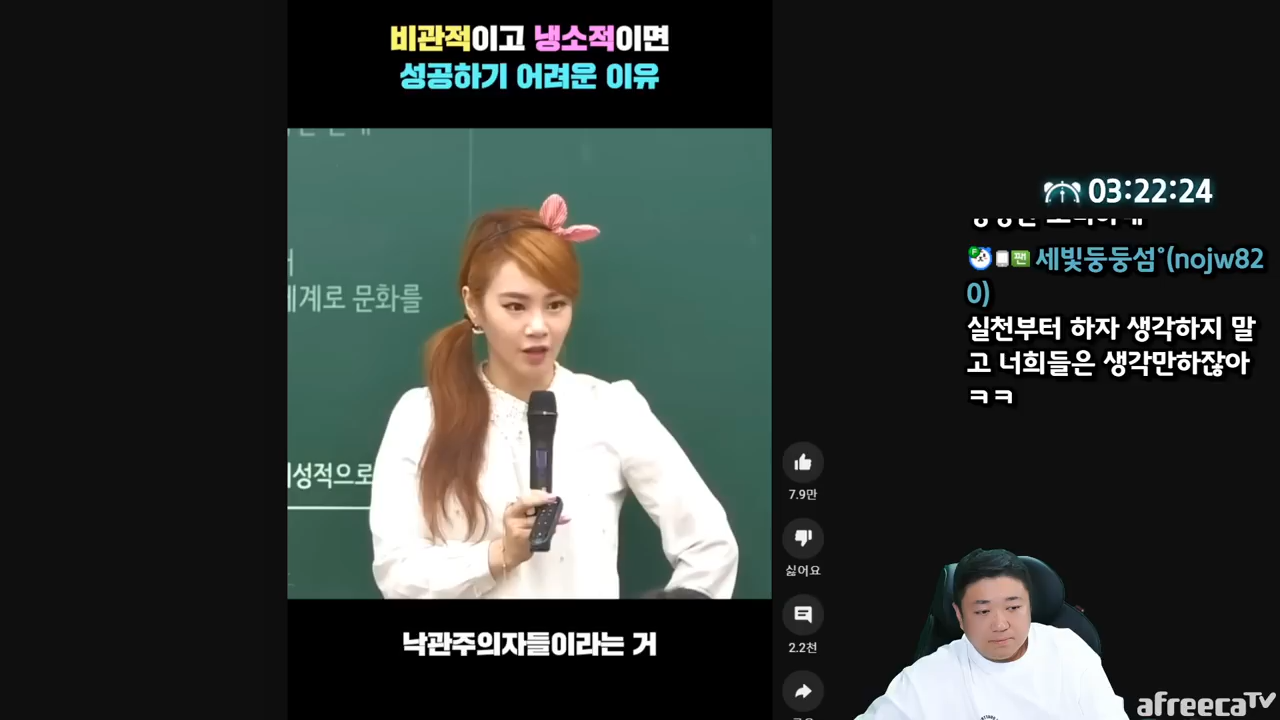 비관적이고 냉소적이면
성공하기 어려운 이유
세계로 문화를
이성적으로
낙관주의자들이라는 거
7.9만
싫어요
2.2천
03:22:24
팬 세빛둥둥섬°(nojw82
0)
실천부터 하자 생각하지 말
고 너희들은 생각만하잖아
ㅋㅋ
afreecaTV